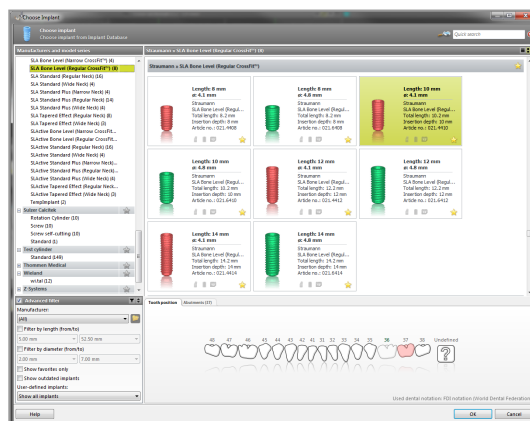 Choose Implant
Choose implant
Choose implant from Implant Database
Quick search
Manufacturers and model series
SLA Bone Level (Narrow CrossFit™) (4)
SLA Bone Level (Regular CrossFit™) (8)
SLA Standard (Regular Neck) (16)
SLA Standard (Wide Neck) (4)
SLA Standard Plus (Narrow Neck) (4)
SLA Standard Plus (Regular Neck) (14)
SLA Standard Plus (Wide Neck) (4)
SLA Tapered Effect (Regular Neck) (8)
SLA Tapered Effect (Wide Neck) (3)
SLActive Bone Level (Narrow CrossFit...
SLActive Bone Level (Regular CrossFit...
SLActive Standard (Regular Neck) (16)
SLActive Standard (Wide Neck) (4)
SLActive Standard Plus (Narrow Neck)...
SLActive Standard Plus (Regular Neck...
SLActive Standard Plus (Wide Neck) (4)
SLActive Tapered Effect (Regular Neck...
SLActive Tapered Effect (Wide Neck) (3)
TempImplant (2)
Rotation Cylinder (10)
Screw (10)
Screw self-cutting (10)
Standard (1)
Test cylinder
Standard (149)
Thommen Medical
Wieland
wi.tal (12)
Z-Systems
Advanced filter
Manufacturer:
(All)
Filter by length (from/to)
5.00 mm
52.50 mm
Filter by diameter (from/to)
2.00 mm
7.00 mm
Show favorites only
Show outdated implants
User-defined implants:
Show all implants
Straumann » SLA Bone Level (Regular CrossFit™) (8)
Straumann » SLA Bone Level (Regular CrossFit™)
Length: 8 mm
ø: 4.1 mm
Straumann
SLA Bone Level (Regul...
Total length: 8.2 mm
Insertion depth: 8 mm
Article no.: 021.4408
Length: 8 mm
ø: 4.8 mm
Straumann
SLA Bone Level (Regul...
Total length: 8.2 mm
Insertion depth: 8 mm
Article no.: 021.6408
Length: 10 mm
ø: 4.1 mm
Straumann
SLA Bone Level (Regul...
Total length: 10.2 mm
Insertion depth: 10 mm
Article no.: 021.4410
Length: 10 mm
ø: 4.8 mm
Straumann
SLA Bone Level (Regul...
Total length: 10.2 mm
Insertion depth: 10 mm
Article no.: 021.6410
Length: 12 mm
ø: 4.1 mm
Straumann
SLA Bone Level (Regul...
Total length: 12.2 mm
Insertion depth: 12 mm
Article no.: 021.4412
Length: 12 mm
ø: 4.8 mm
Straumann
SLA Bone Level (Regul...
Total length: 12.2 mm
Insertion depth: 12 mm
Article no.: 021.6412
Length: 14 mm
ø: 4.1 mm
Straumann
SLA Bone Level (Regul...
Total length: 14.2 mm
Insertion depth: 14 mm
Article no.: 021.4414
Length: 14 mm
ø: 4.8 mm
Straumann
SLA Bone Level (Regul...
Total length: 14.2 mm
Insertion depth: 14 mm
Article no.: 021.6414
Tooth position Abutments (37)
48 47 46 45 44 43 42 41 31 32 33 34 35 36 37 38 Undefined
?
Used dental notation: FDI notation (World Dental Federation)
Help
OK
Cancel